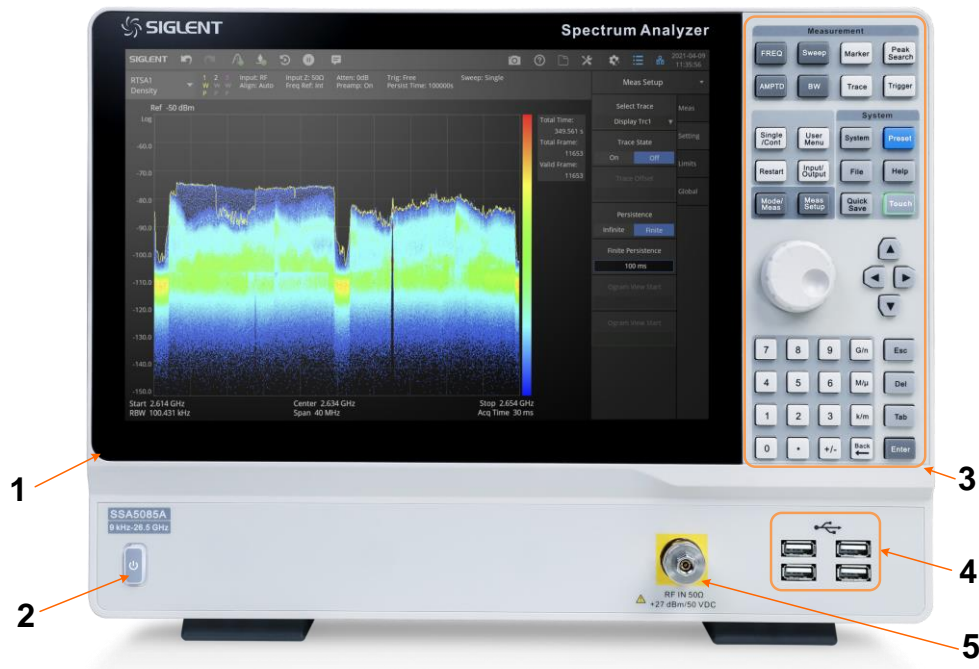 SIGLENT
Spectrum Analyzer
SIGLENT
2021-04-09
11:35:56
RTSA1
Density
1 2 3
W W W
P P P
Input: RF
Align: Auto
Input Z: 50Ω
Freq Ref: Int
Atten: 0dB
Preamp: On
Trig: Free
Persist Time: 100000s
Sweep: Single
Ref -50 dBm
Log
-60.0
-70.0
-80.0
-90.0
-100.0
-110.0
-120.0
-130.0
-140.0
-150.0
Start 2.614 GHz
RBW 100.431 kHz
Center 2.634 GHz
Span 40 MHz
Stop 2.654 GHz
Acq Time 30 ms
Total Time:
349.561 s
Total Frame:
11653
Valid Frame:
11653
Meas Setup
Select Trace
Display Trc1
Trace State
On Off
Trace Offset
Persistence
Infinite Finite
Finite Persistence
100 ms
Ogram View Start
Ogram View Start
Meas
Setting
Limits
Global
Measurement
FREQ
Sweep
Marker
Peak
Search
AMPTD
BW
Trace
Trigger
System
Single
/Cont
User
Menu
System
Preset
Restart
Input/
Output
File
Help
Mode/
Meas
Meas
Setup
Quick
Save
Touch
7 8 9 G/n Esc
4 5 6 M/µ Del
1 2 3 k/m Tab
0 • +/- Back Enter
1
3
SSA5085A
9 kHz-26.5 GHz
2
RF IN 50Ω
+27 dBm/50 VDC
4
5